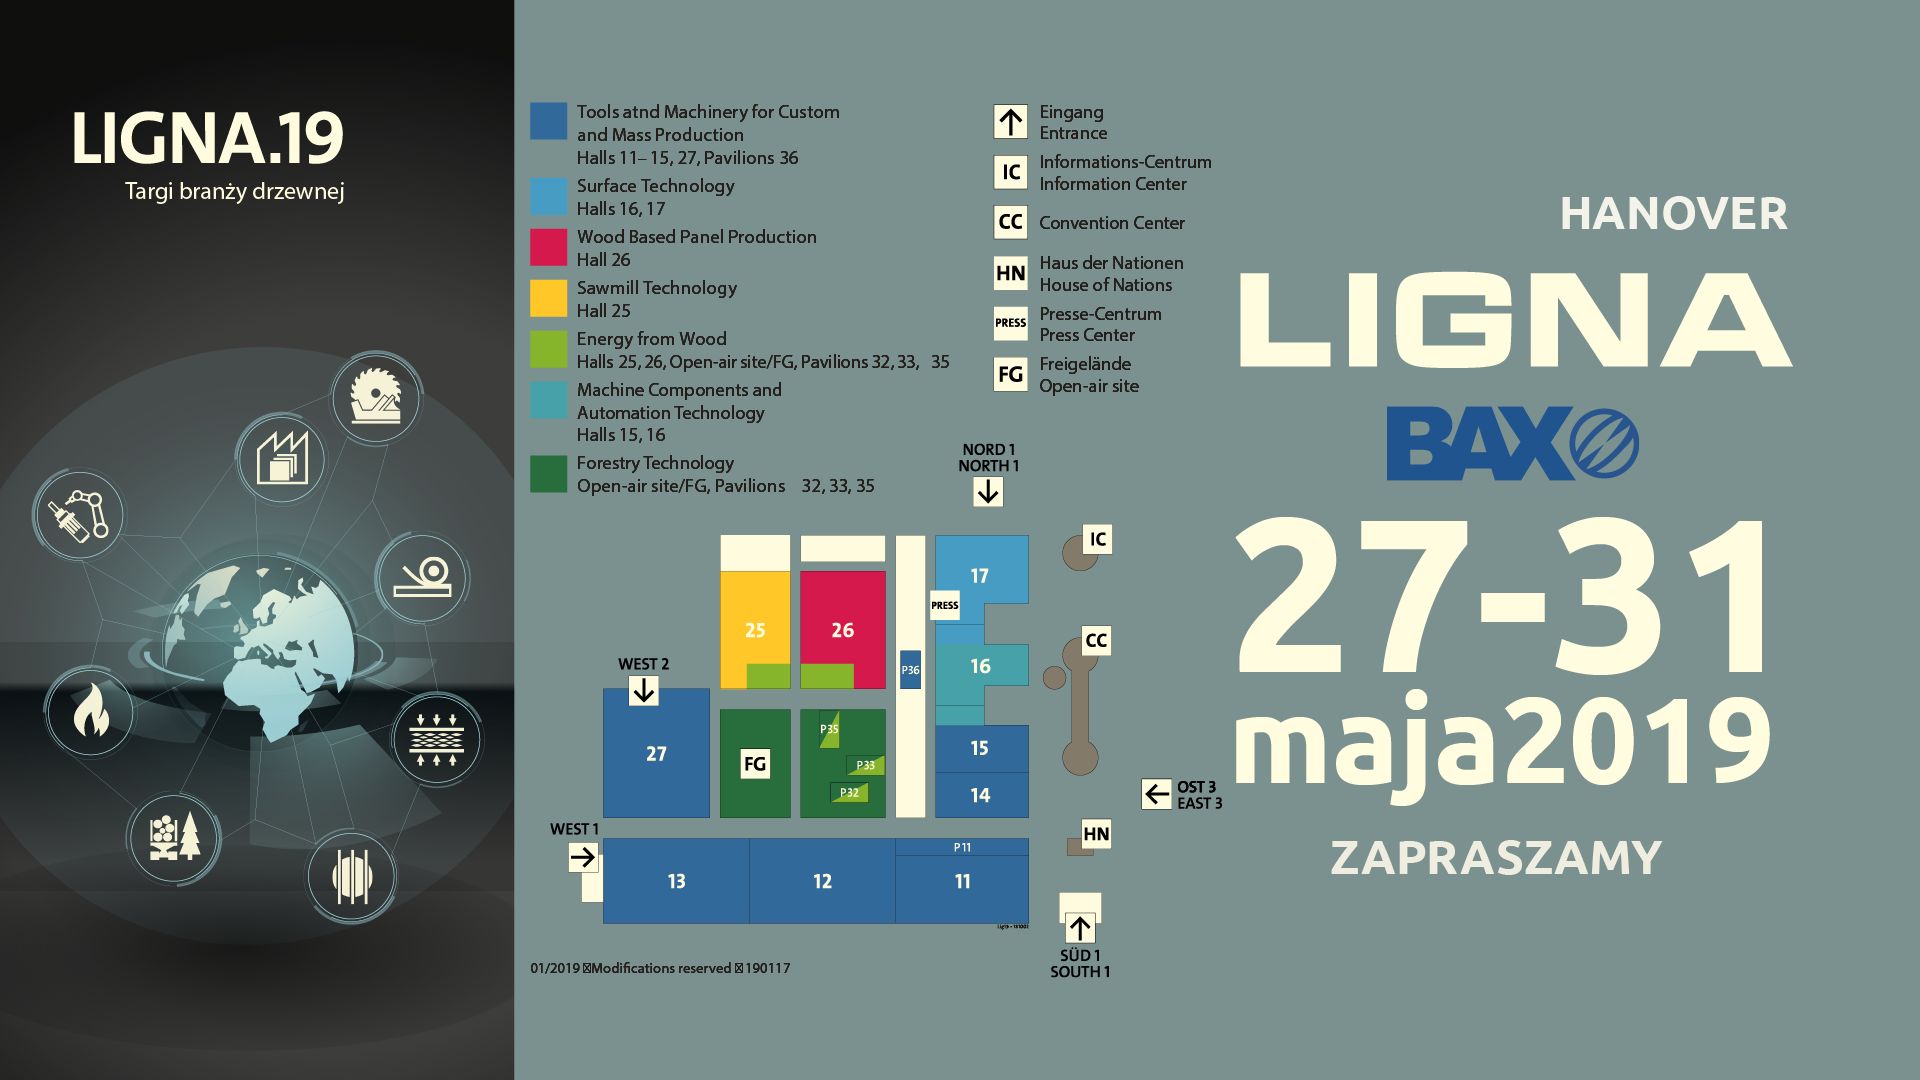 LIGNA.19
Targi branży drzewnej
Tools atnd Machinery for Custom
and Mass Production
Halls 11– 15, 27, Pavilions 36
Surface Technology
Halls 16, 17
Wood Based Panel Production
Hall 26
Sawmill Technology
Hall 25
Energy from Wood
Halls 25, 26, Open-air site/FG, Pavilions 32, 33, 35
Machine Components and
Automation Technology
Halls 15, 16
Forestry Technology
Open-air site/FG, Pavilions 32, 33, 35
Eingang
Entrance
IC
Informations-Centrum
Information Center
CC
Convention Center
HN
Haus der Nationen
House of Nations
PRESS
Presse-Centrum
Press Center
FG
Freigelände
Open-air site
NORD 1
NORTH 1
IC
17
PRESS
25
26
CC
P36
16
WEST 2
27
FG
P35
P33
P32
15
14
OST 3
EAST 3
WEST 1
HN
P11
13
12
11
SÜD 1
SOUTH 1
01/2019 Modifications reserved 190117
HANOVER
LIGNA
BAX
27-31
maja2019
ZAPRASZAMY